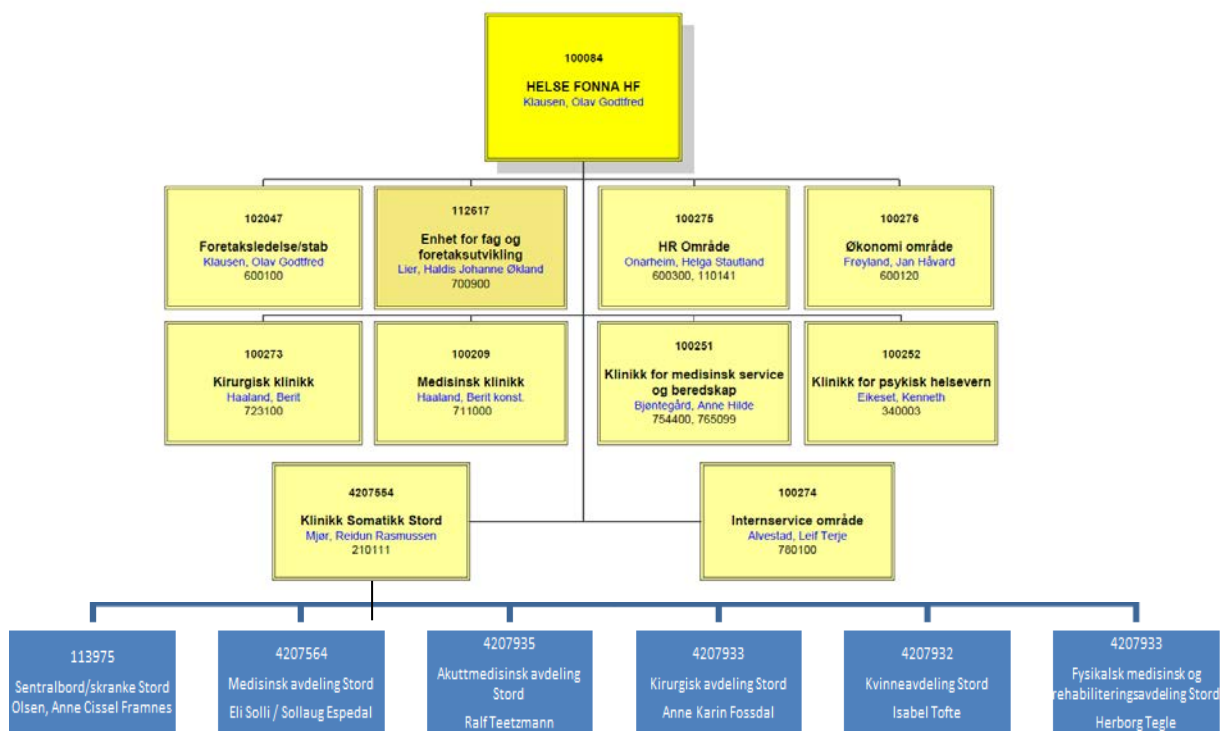 100084
HELSE FONNA HF
Klausen, Olav Godtfred
102047
Foretaksledelse/stab
Klausen, Olav Godtfred
600100
112617
Enhet for fag og
foretaksutvikling
Lier, Haldis Johanne Økland
700900
100275
HR Område
Onarheim, Helga Stautland
600300, 110141
100276
Økonomi område
Frøyland, Jan Håvard
600120
100273
Kirurgisk klinikk
Haaland, Berit
723100
100209
Medisinsk klinikk
Haaland, Berit konst.
711000
100251
Klinikk for medisinsk service
og beredskap
Bjøntegård, Anne Hilde
754400, 765099
100252
Klinikk for psykisk helsevern
Eikeset, Kenneth
340003
4207554
Klinikk Somatikk Stord
Mjør, Reidun Rasmussen
210111
100274
Internservice område
Alvestad, Leif Terje
780100
113975
Sentralbord/skranke Stord
Olsen, Anne Cissel Framnes
4207564
Medisinsk avdeling Stord
Eli Solli / Sollaug Espedal
4207935
Akuttmedisinsk avdeling
Stord
Ralf Teetzmann
4207933
Kirurgisk avdeling Stord
Anne Karin Fossdal
4207932
Kvinneavdeling Stord
Isabel Tofte
4207933
Fysikalsk medisinsk og
rehabiliteringsavdeling Stord
Herborg Tegle